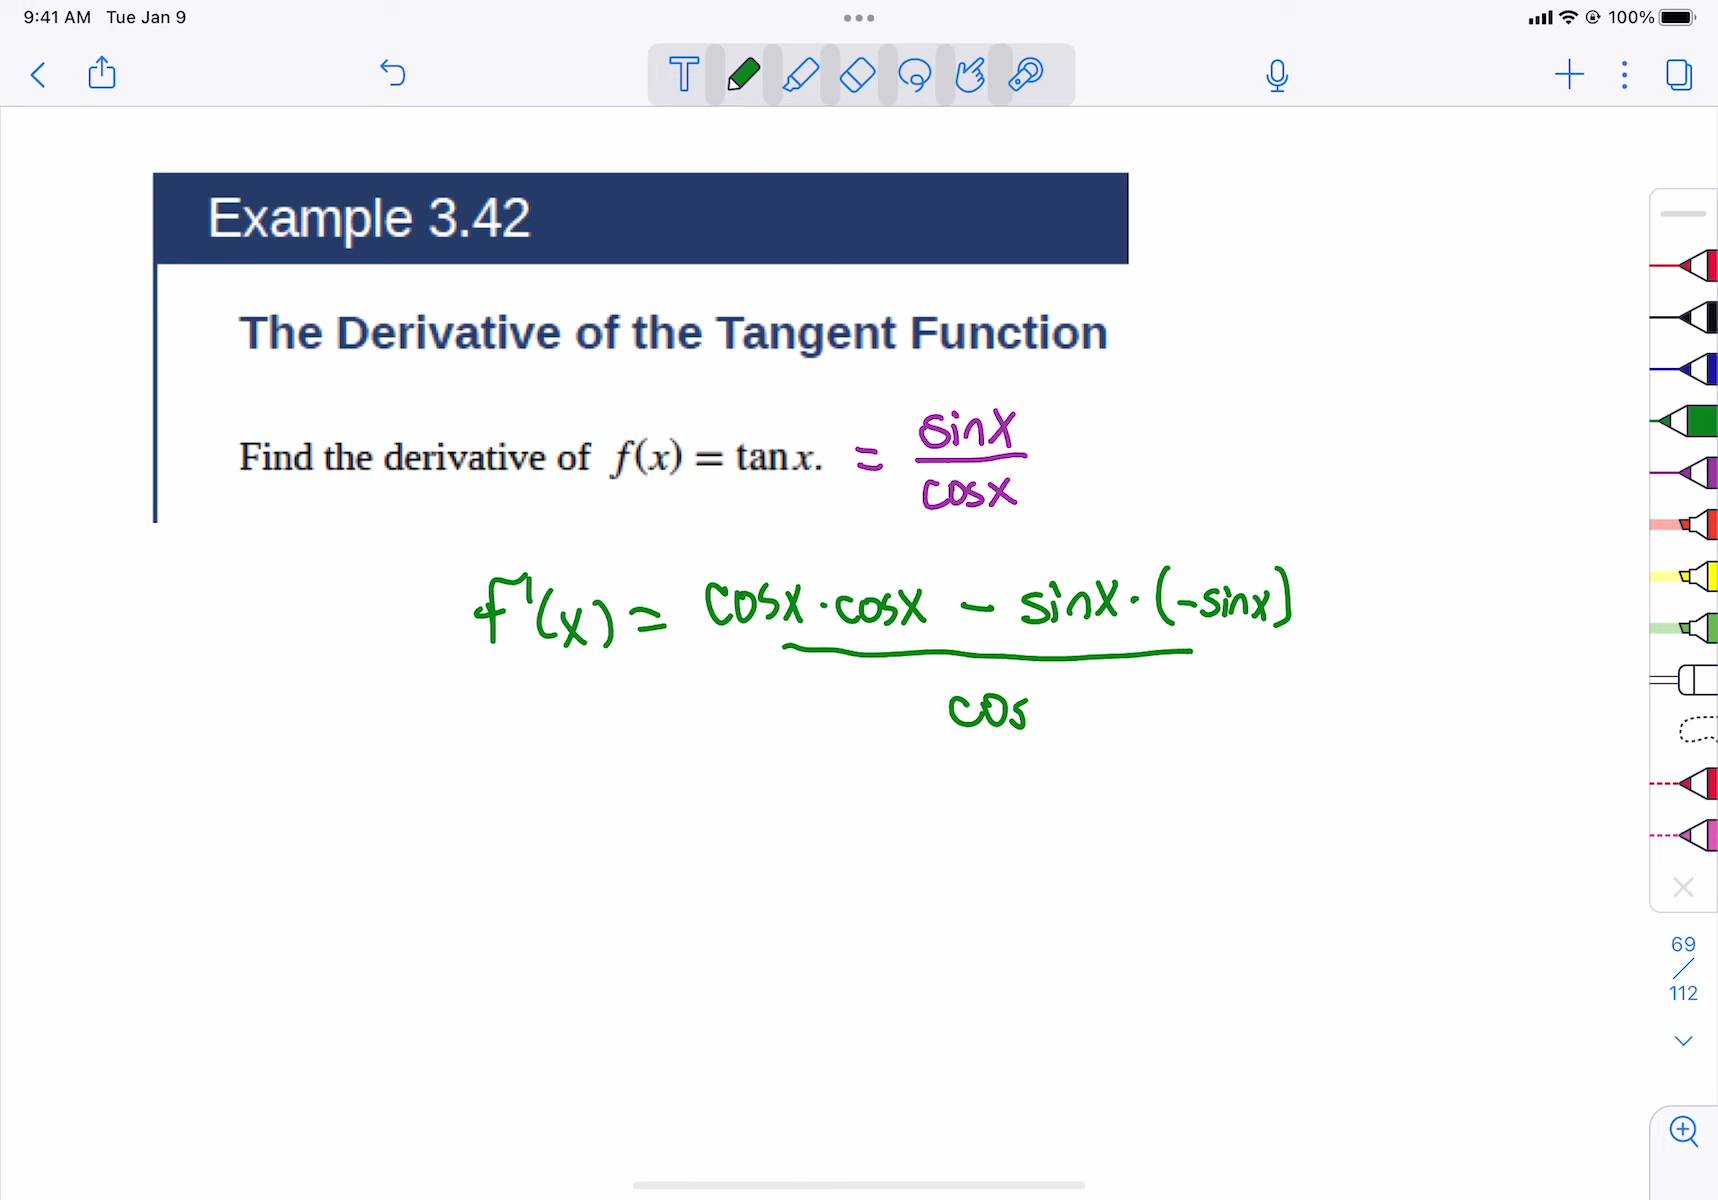 9:41 AM Tue Jan 9
100%
T
Example 3.42
The Derivative of the Tangent Function
Find the derivative of f(x) = tan x. = sinx
cosx
f'(x) = cosx · cosx − sinx · (-sinx)
cos
69
/
112